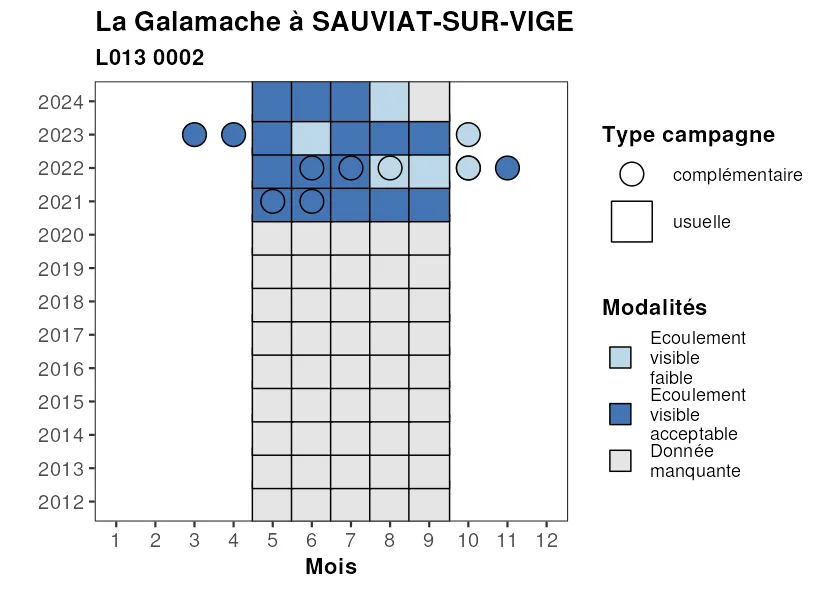 La Galamache à SAUVIAT-SUR-VIGE
L013 0002
2024
2023
2022
2021
2020
2019
2018
2017
2016
2015
2014
2013
2012
1 2 3 4 5 6 7 8 9 10 11 12
Mois
Type campagne
complémentaire
usuelle
Modalités
Ecoulement
visible
faible
Ecoulement
visible
acceptable
Donnée
manquante